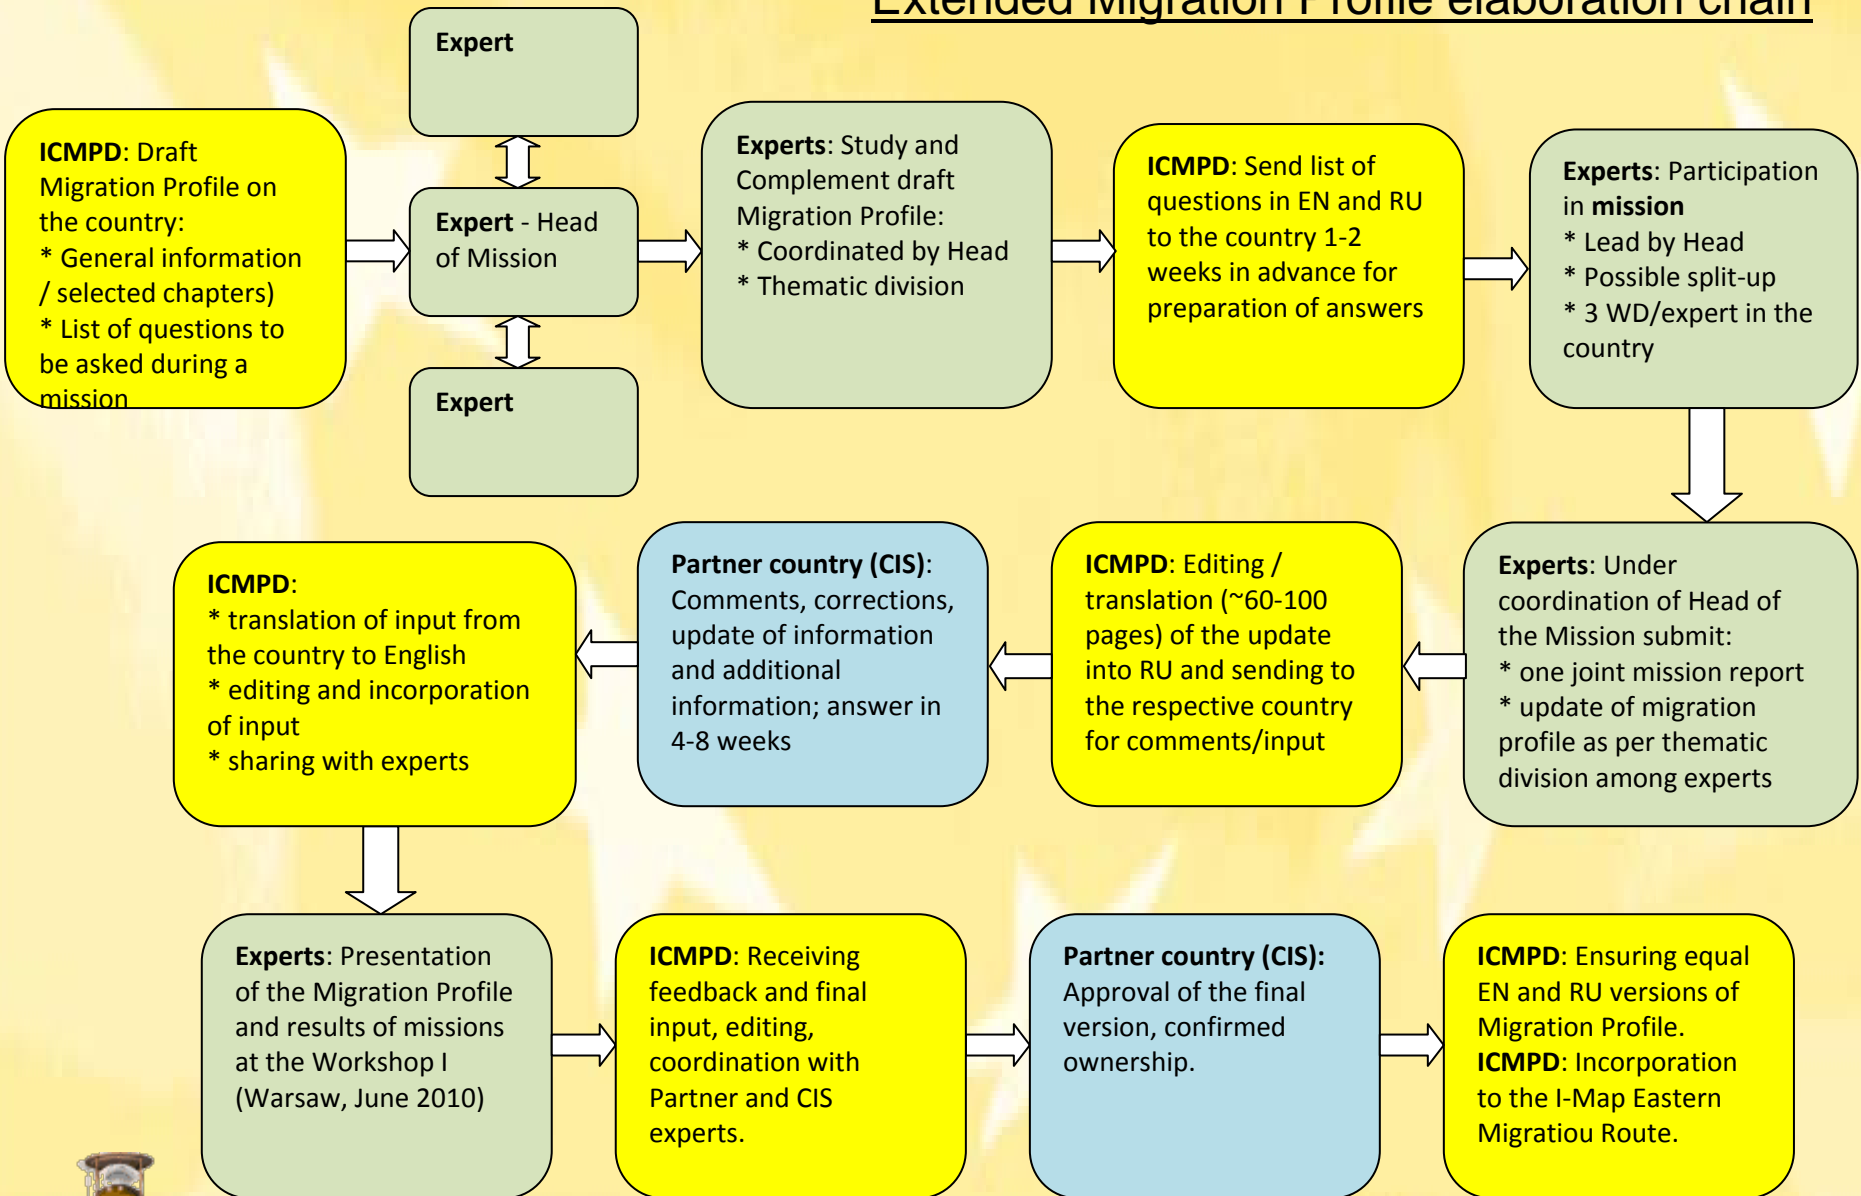 Extended Migration Profile elaboration chain
Expert
ICMPD: Draft
Migration Profile on
the country:
* General information
/ selected chapters)
* List of questions to
be asked during a
mission
Expert - Head
of Mission
Expert
Experts: Study and
Complement draft
Migration Profile:
* Coordinated by Head
* Thematic division
ICMPD: Send list of
questions in EN and RU
to the country 1-2
weeks in advance for
preparation of answers
Experts: Participation
in mission
* Lead by Head
* Possible split-up
* 3 WD/expert in the
country
Experts: Under
coordination of Head of
the Mission submit:
* one joint mission report
* update of migration
profile as per thematic
division among experts
ICMPD: Editing /
translation (~60-100
pages) of the update
into RU and sending to
the respective country
for comments/input
Partner country (CIS):
Comments, corrections,
update of information
and additional
information; answer in
4-8 weeks
ICMPD:
* translation of input from
the country to English
* editing and incorporation
of input
* sharing with experts
Experts: Presentation
of the Migration Profile
and results of missions
at the Workshop I
(Warsaw, June 2010)
ICMPD: Receiving
feedback and final
input, editing,
coordination with
Partner and CIS
experts.
Partner country (CIS):
Approval of the final
version, confirmed
ownership.
ICMPD: Ensuring equal
EN and RU versions of
Migration Profile.
ICMPD: Incorporation
to the I-Map Eastern
Migratiou Route.